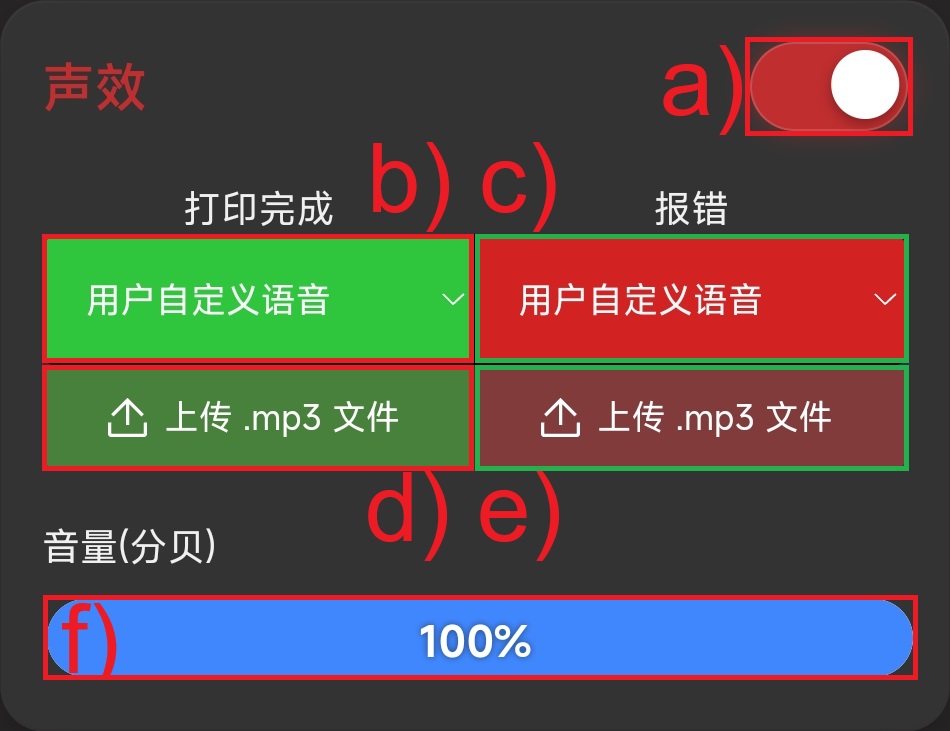 声效
a)
b) c)
打印完成
报错
用户自定义语音
用户自定义语音
上传 .mp3 文件
上传 .mp3 文件
d) e)
音量(分贝)
f)
100%